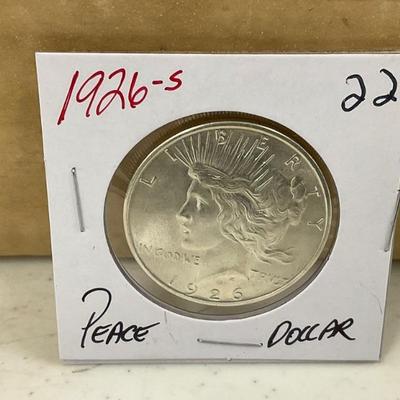 1926-S 22
LIBERTY
IN GOD WE TRUST
1926
PEACE DOLLAR